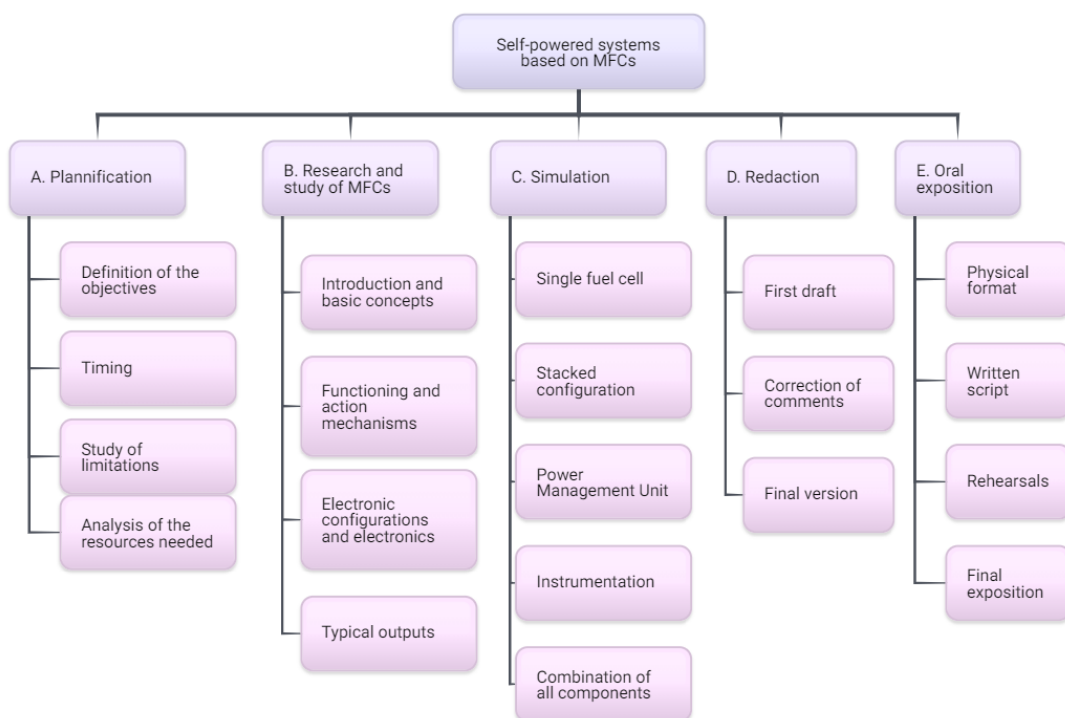 Self-powered systems
based on MFCs
A. Plannification
Definition of the
objectives
Timing
Study of
limitations
Analysis of the
resources needed
B. Research and
study of MFCs
Introduction and
basic concepts
Functioning and
action
mechanisms
Electronic
configurations
and electronics
Typical outputs
C. Simulation
Single fuel cell
Stacked
configuration
Power
Management Unit
Instrumentation
Combination of
all components
D. Redaction
First draft
Correction of
comments
Final version
E. Oral
exposition
Physical
format
Written
script
Rehearsals
Final
exposition